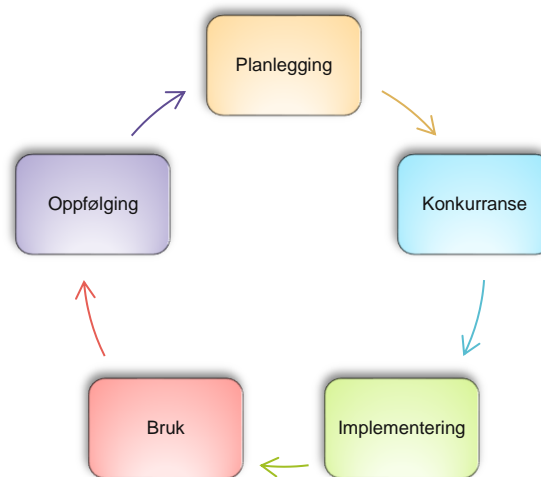 Planlegging
Konkurranse
Implementering
Bruk
Oppfølging